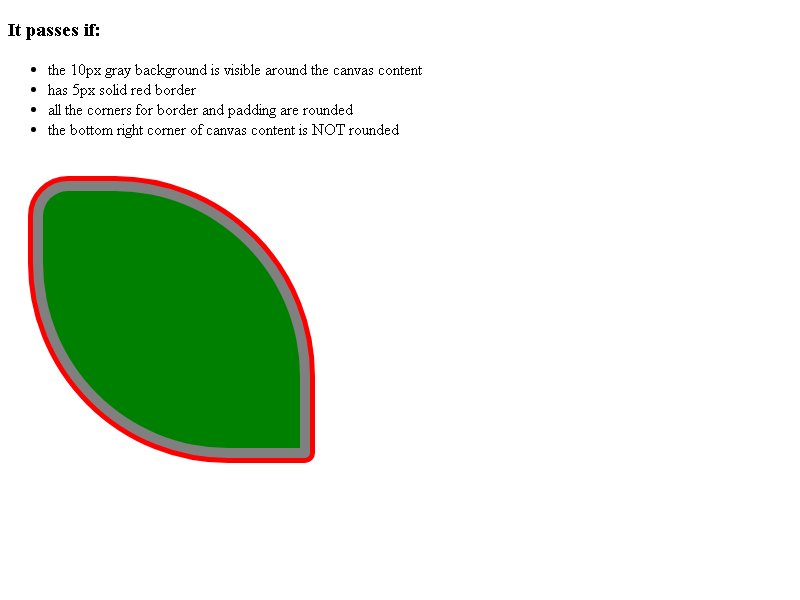 It passes if:
the 10px gray background is visible around the canvas content
has 5px solid red border
all the corners for border and padding are rounded
the bottom right corner of canvas content is NOT rounded